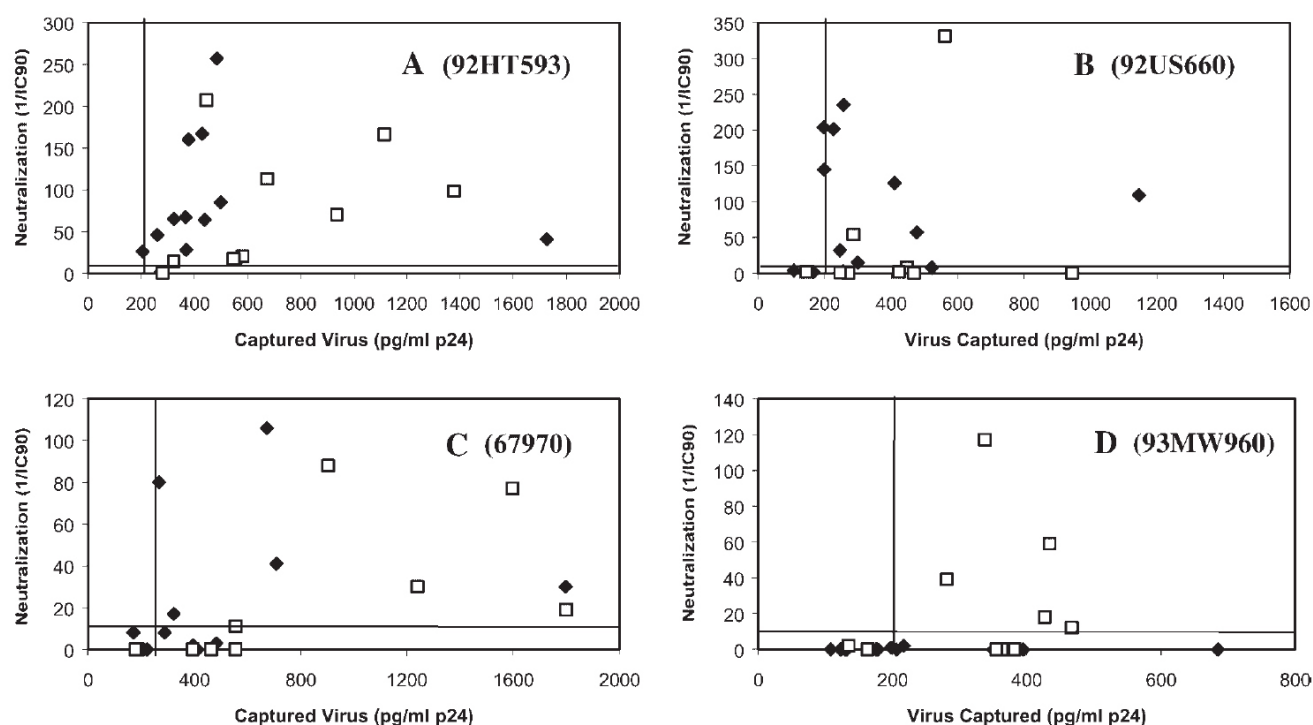 A (92HT593)
Neutralization (1/IC90)
300
250
200
150
100
50
0
0 200 400 600 800 1000 1200 1400 1600 1800 2000
Captured Virus (pg/ml p24)
B (92US660)
Neutralization (1/IC90)
350
300
250
200
150
100
50
0
0 200 400 600 800 1000 1200 1400 1600
Virus Captured (pg/ml p24)
C (67970)
Neutralization (1/IC90)
120
100
80
60
40
20
0
0 400 800 1200 1600 2000
Captured Virus (pg/ml p24)
D (93MW960)
Neutralization (1/IC90)
140
120
100
80
60
40
20
0
0 200 400 600 800
Virus Captured (pg/ml p24)